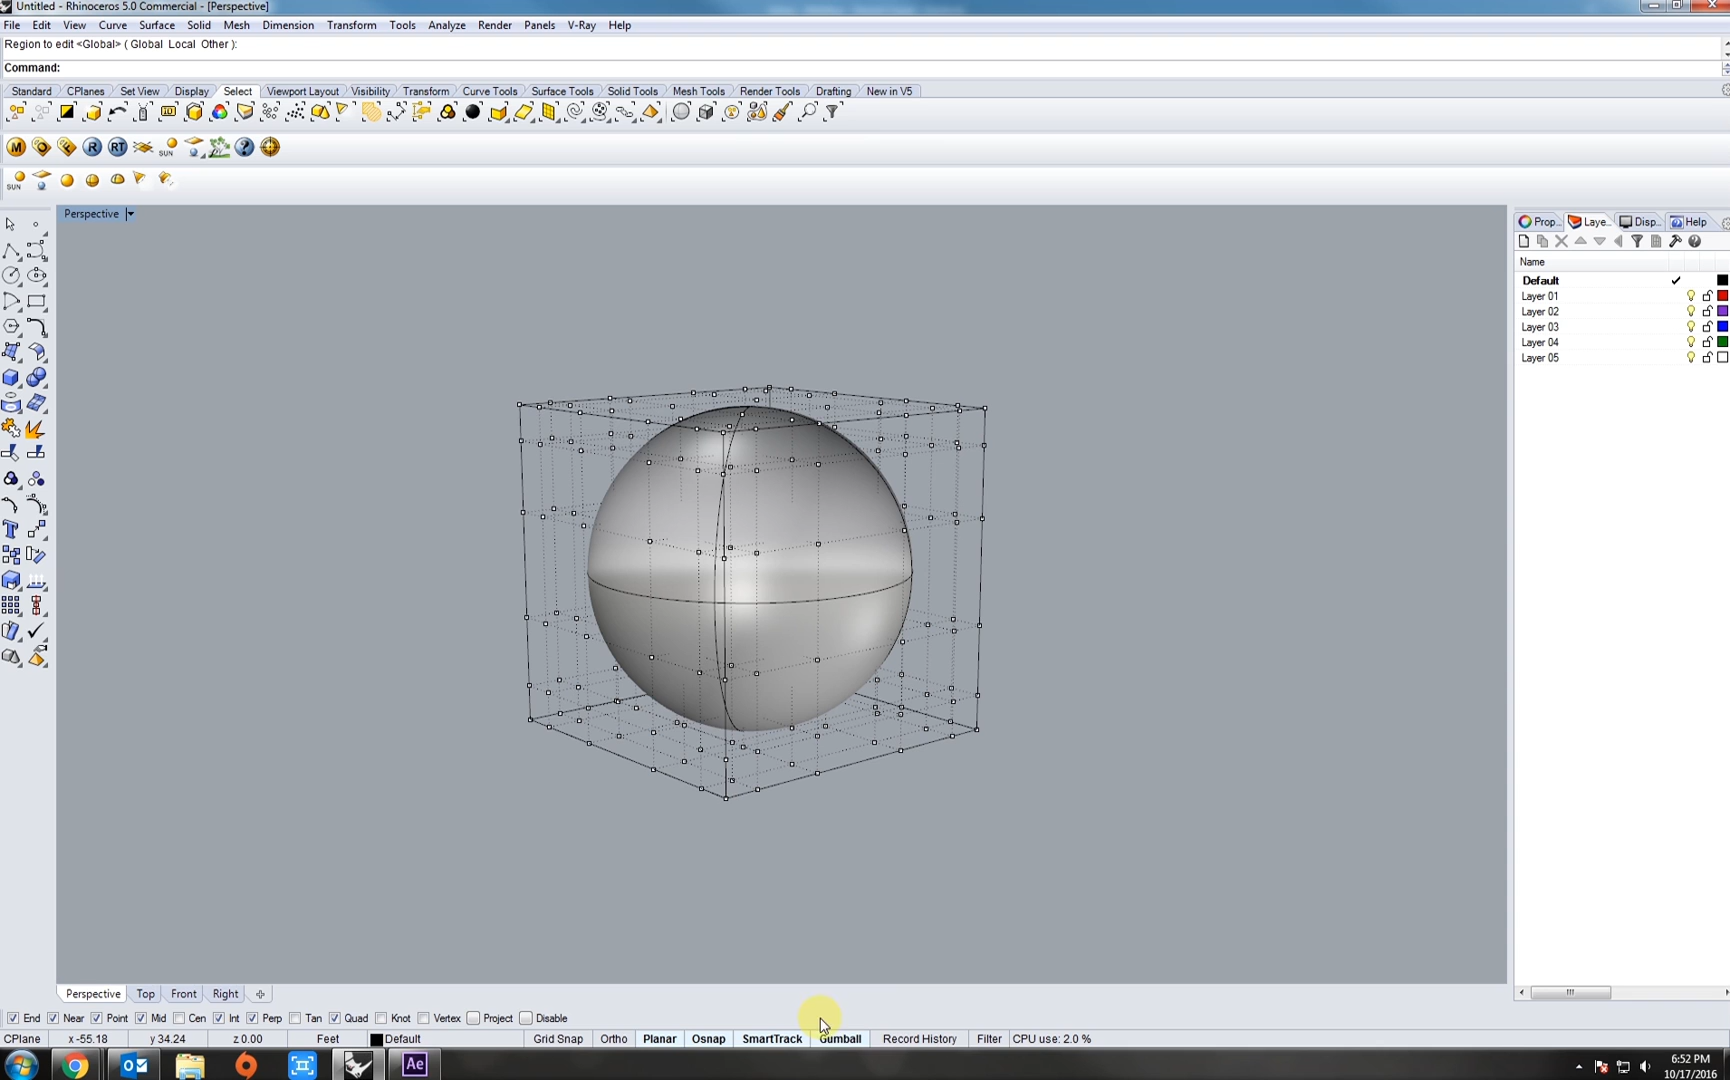 Untitled - Rhinoceros 5.0 Commercial - [Perspective]
File Edit View Curve Surface Solid Mesh Dimension Transform Tools Analyze Render Panels V-Ray Help
Region to edit <Global> ( Global Local Other ):
Command:
Standard CPlanes Set View Display Select Viewport Layout Visibility Transform Curve Tools Surface Tools Solid Tools Mesh Tools Render Tools Drafting New in V5
M R RT SUN
SUN
Perspective
Prop... Laye... Disp... Help
Name
Default
Layer 01
Layer 02
Layer 03
Layer 04
Layer 05
Perspective Top Front Right
End Near Point Mid Cen Int Perp Tan Quad Knot Vertex Project Disable
CPlane x -55.18 y 34.24 z 0.00 Feet Default Grid Snap Ortho Planar Osnap SmartTrack Gumball Record History Filter CPU use: 2.0 %
Ae
6:52 PM
10/17/2016